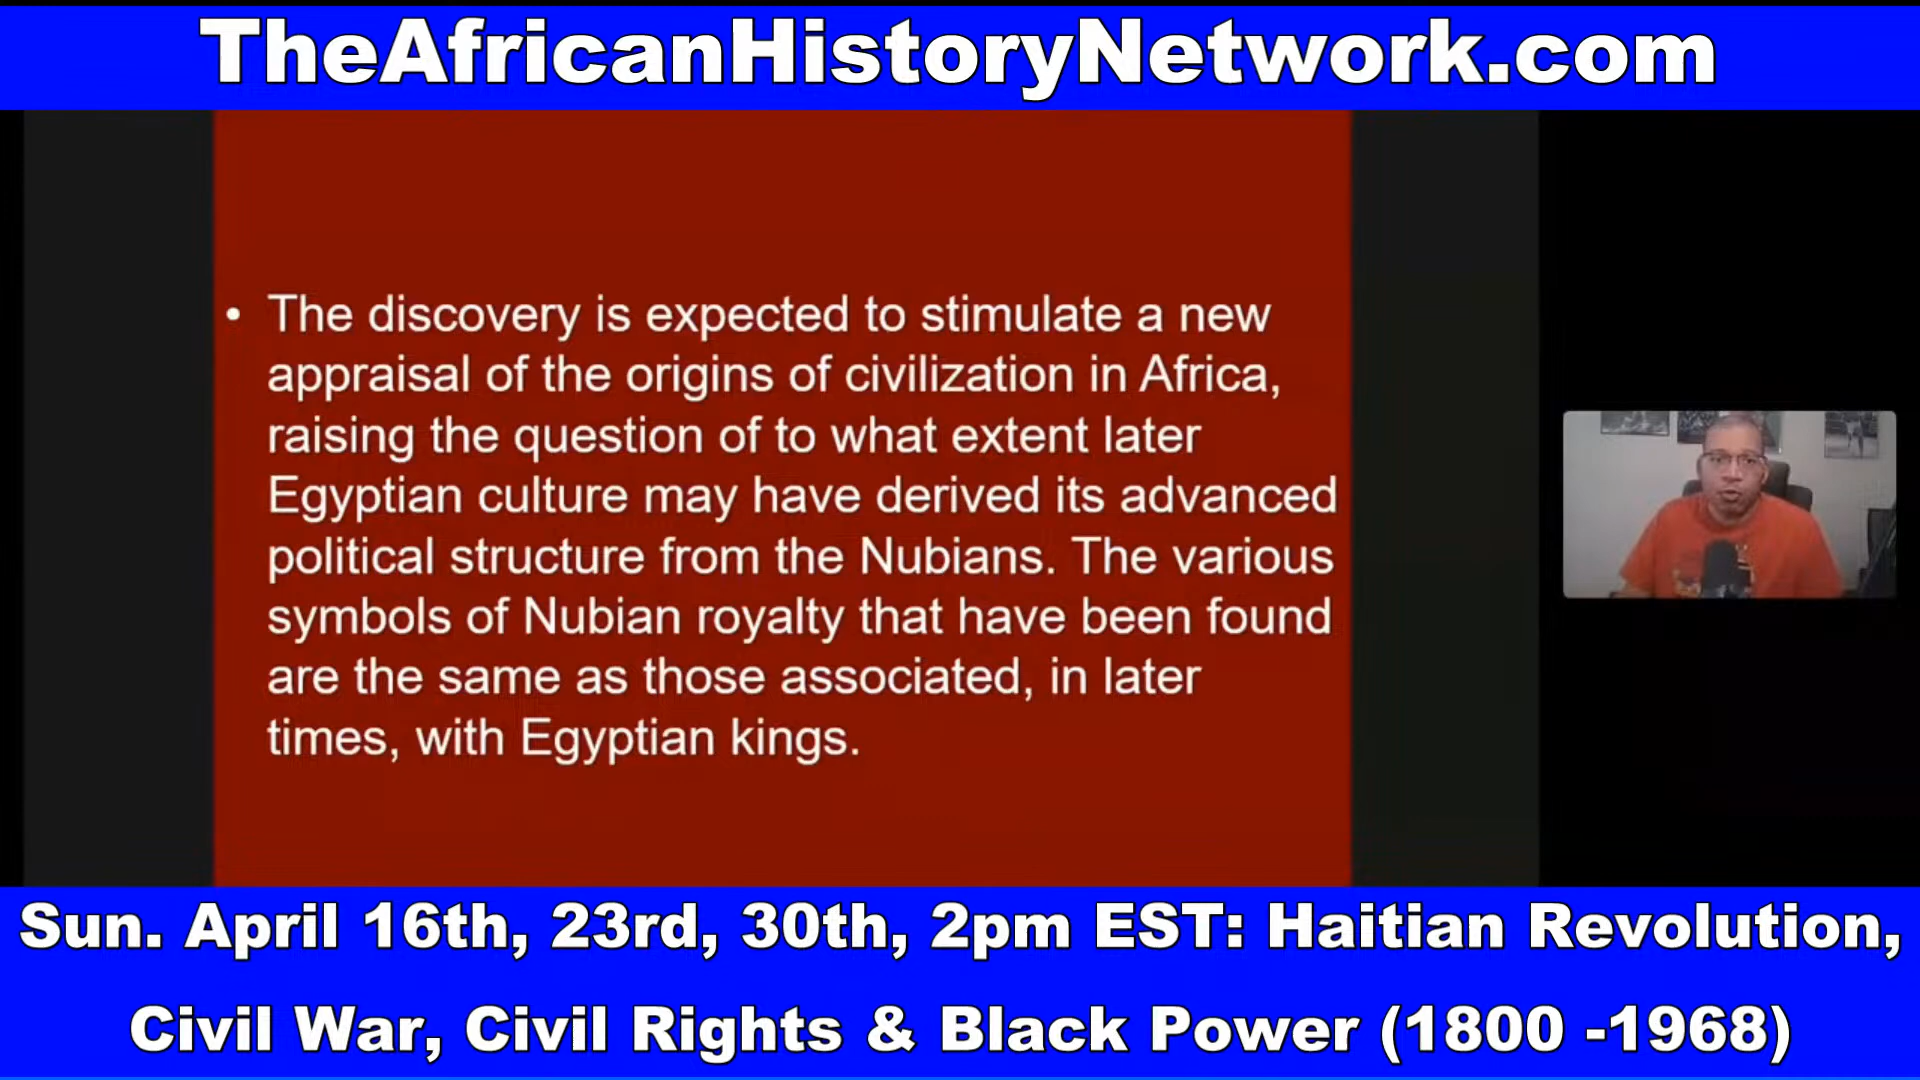 TheAfricanHistoryNetwork.com
• The discovery is expected to stimulate a new
appraisal of the origins of civilization in Africa,
raising the question of to what extent later
Egyptian culture may have derived its advanced
political structure from the Nubians. The various
symbols of Nubian royalty that have been found
are the same as those associated, in later
times, with Egyptian kings.
Sun. April 16th, 23rd, 30th, 2pm EST: Haitian Revolution,
Civil War, Civil Rights & Black Power (1800 -1968)